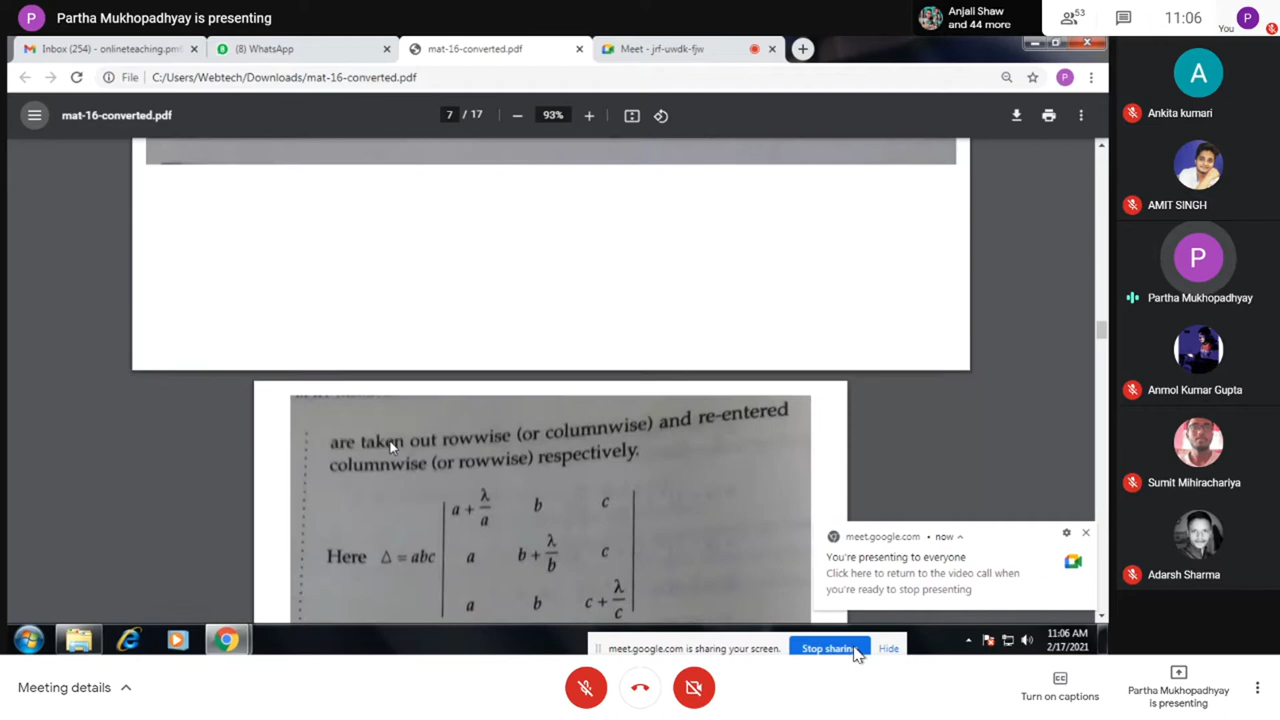 P Partha Mukhopadhyay is presenting
Anjali Shaw
and 44 more
53
11:06
P
You
Inbox (254) - onlineteaching.pm
(8) WhatsApp
mat-16-converted.pdf
Meet - jrf-uwdk-fjw
File C:/Users/Webtech/Downloads/mat-16-converted.pdf
P
mat-16-converted.pdf
7 / 17
93%
are taken out rowwise (or columnwise) and re-entered
columnwise (or rowwise) respectively.
Here Δ = abc | a + λ/a b c |
| a b + λ/b c |
| a b c + λ/c |
meet.google.com • now
You're presenting to everyone
Click here to return to the video call when
you're ready to stop presenting
meet.google.com is sharing your screen.
Stop sharing
Hide
11:06 AM
2/17/2021
A
Ankita kumari
AMIT SINGH
P
Partha Mukhopadhyay
Anmol Kumar Gupta
Sumit Mihirachariya
Adarsh Sharma
Meeting details
Turn on captions
Partha Mukhopadhyay
is presenting